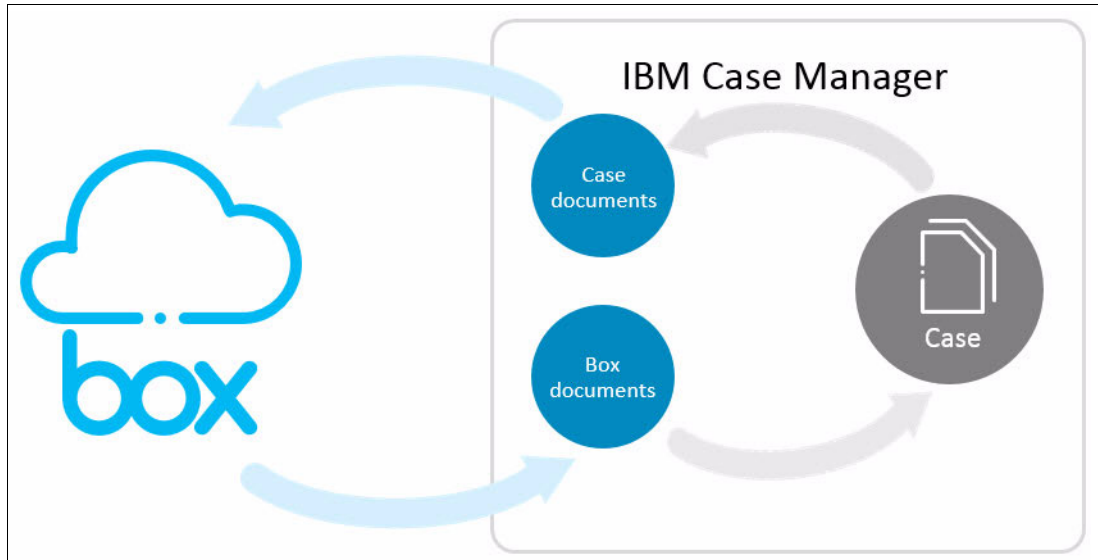 IBM Case Manager
Case
documents
Case
Box
documents
box